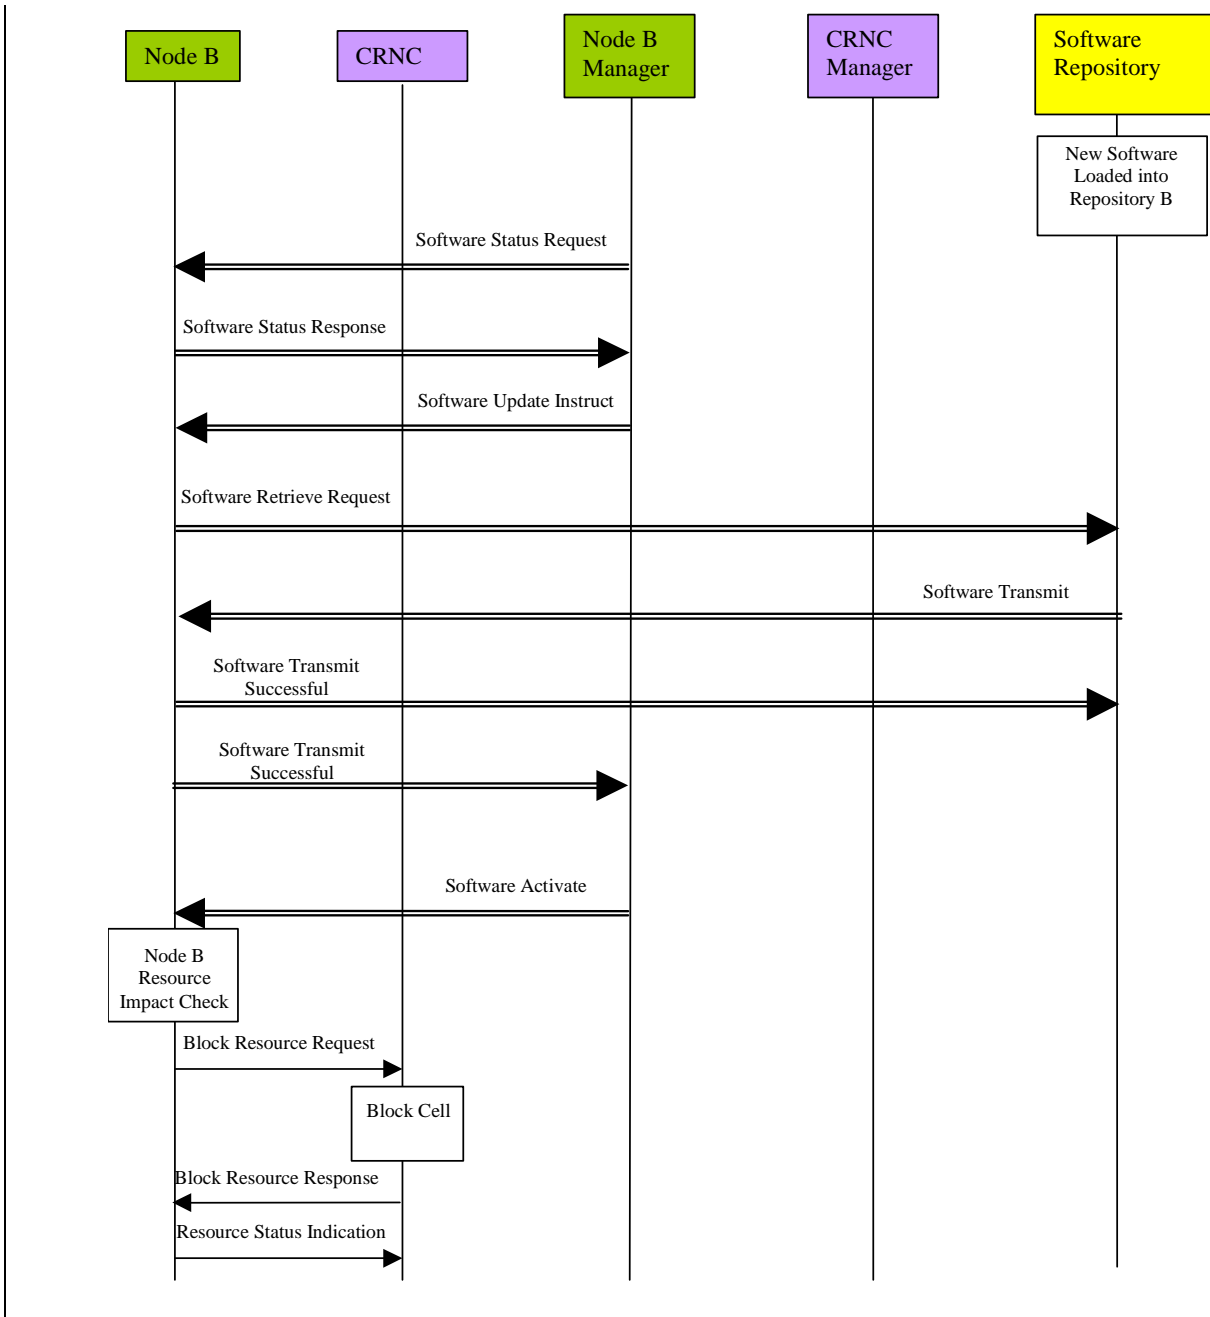 Node B
CRNC
Node B
Manager
CRNC
Manager
Software
Repository
New Software
Loaded into
Repository B
Software Status Request
Software Status Response
Software Update Instruct
Software Retrieve Request
Software Transmit
Software Transmit
Successful
Software Transmit
Successful
Software Activate
Node B
Resource
Impact Check
Block Resource Request
Block Cell
Block Resource Response
Resource Status Indication